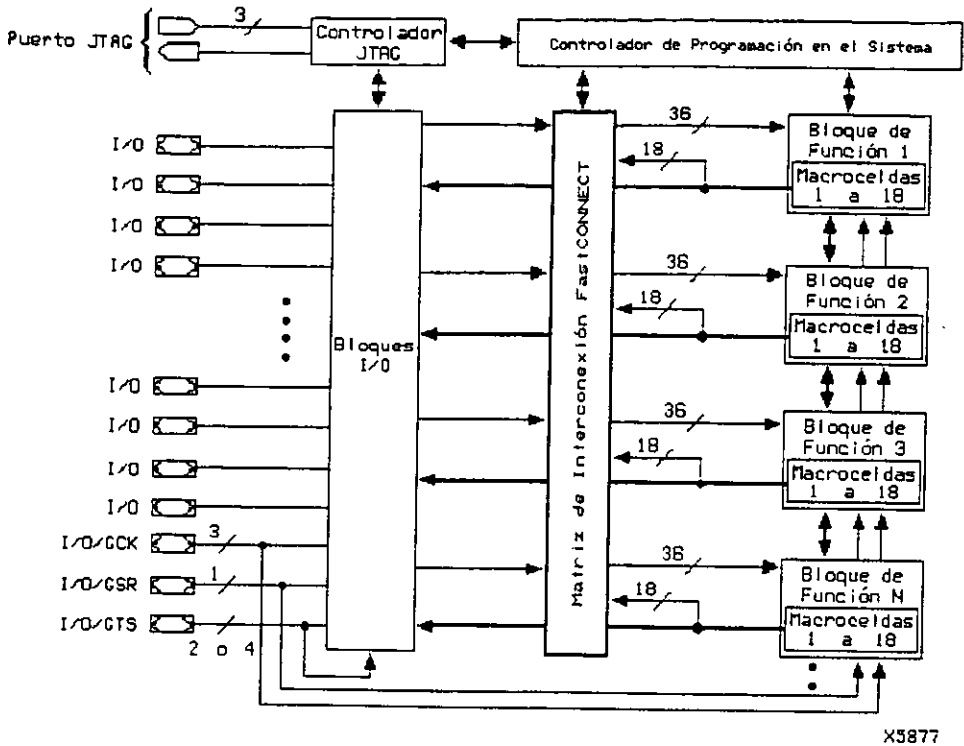 Puerto JTAG
3
Controlador
JTAG
Controlador de Programación en el Sistema
I/O
I/O
I/O
I/O
I/O
I/O
I/O
I/O
I/O/GCK
3
I/O/GSR
1
I/O/GTS
2 o 4
Bloques
I/O
Matriz de Interconexión FastCONNECT
36
18
Bloque de
Función 1
Macroceldas
1 a 18
36
18
Bloque de
Función 2
Macroceldas
1 a 18
36
18
Bloque de
Función 3
Macroceldas
1 a 18
36
18
Bloque de
Función N
Macroceldas
1 a 18
X5877